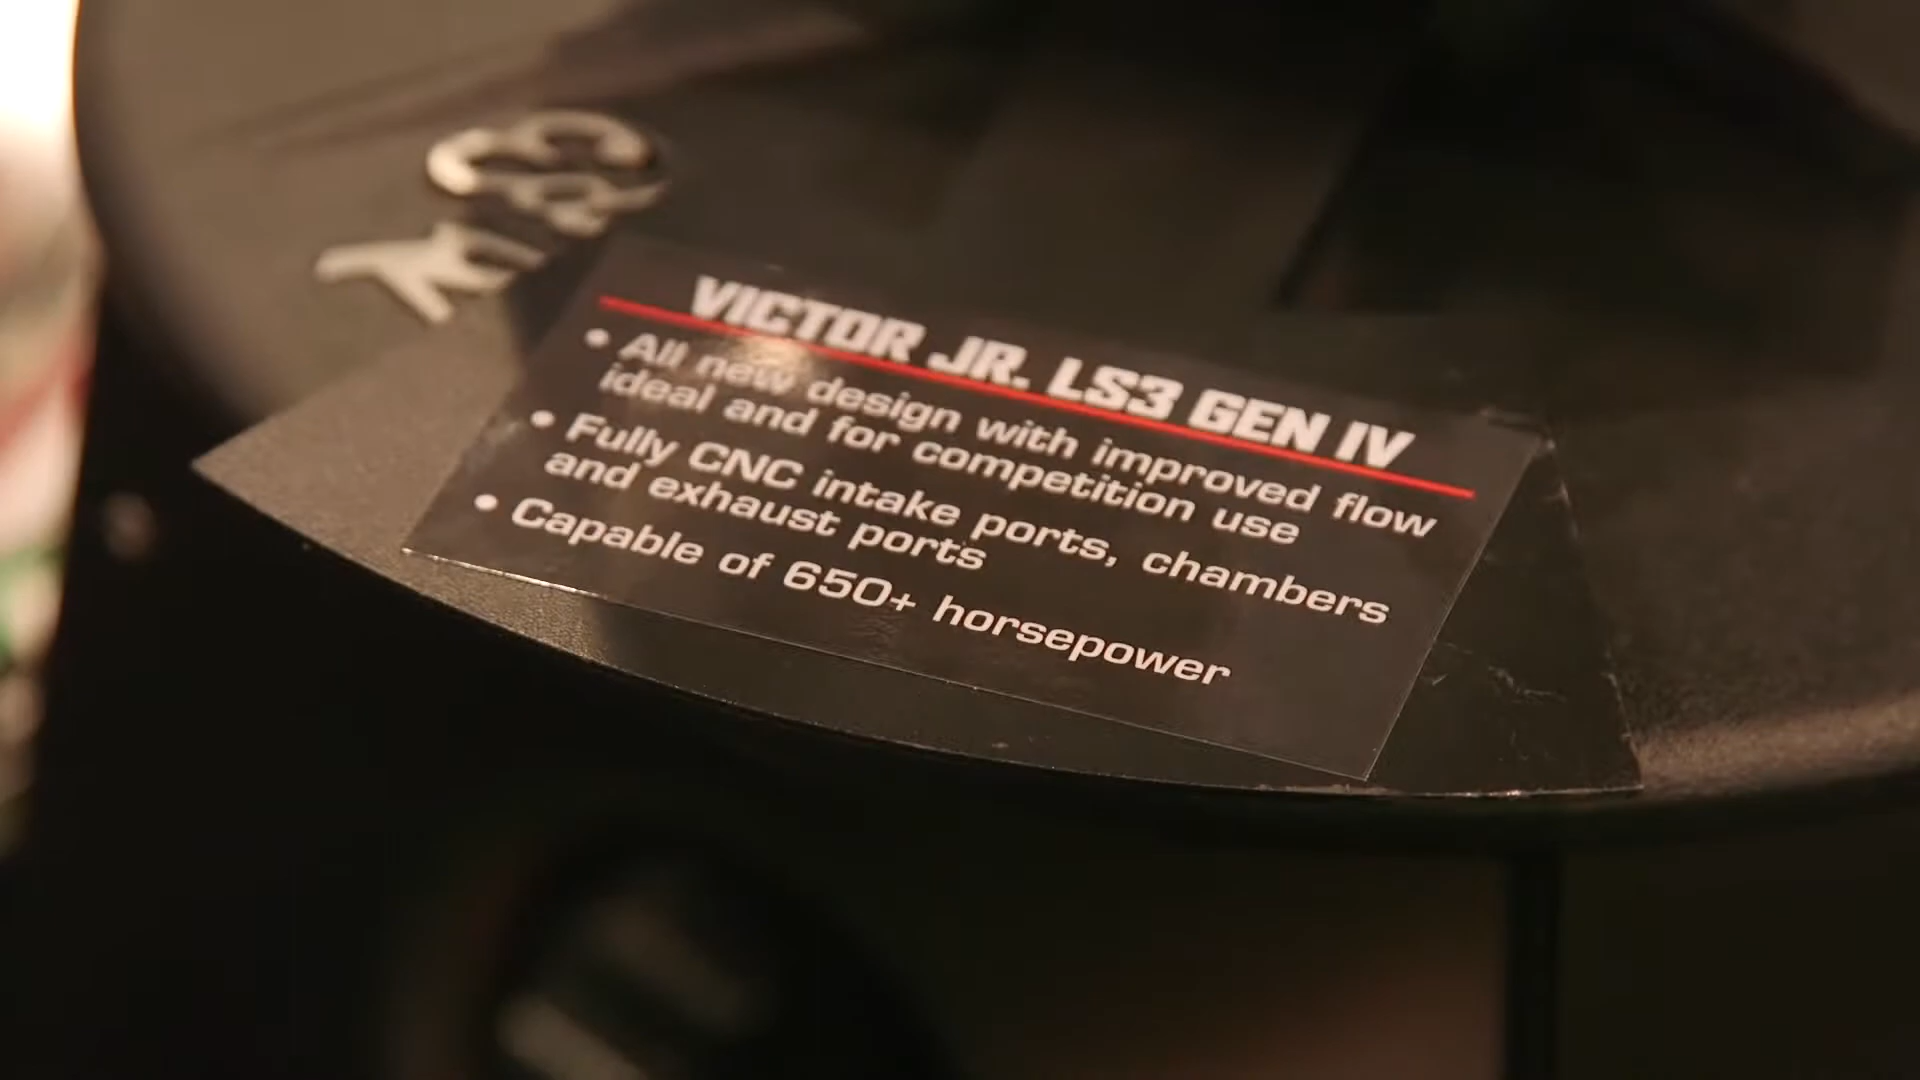 VICTOR JR. LS3 GEN IV
• All new design with improved flow
ideal and for competition use
• Fully CNC intake ports, chambers
and exhaust ports
• Capable of 650+ horsepower